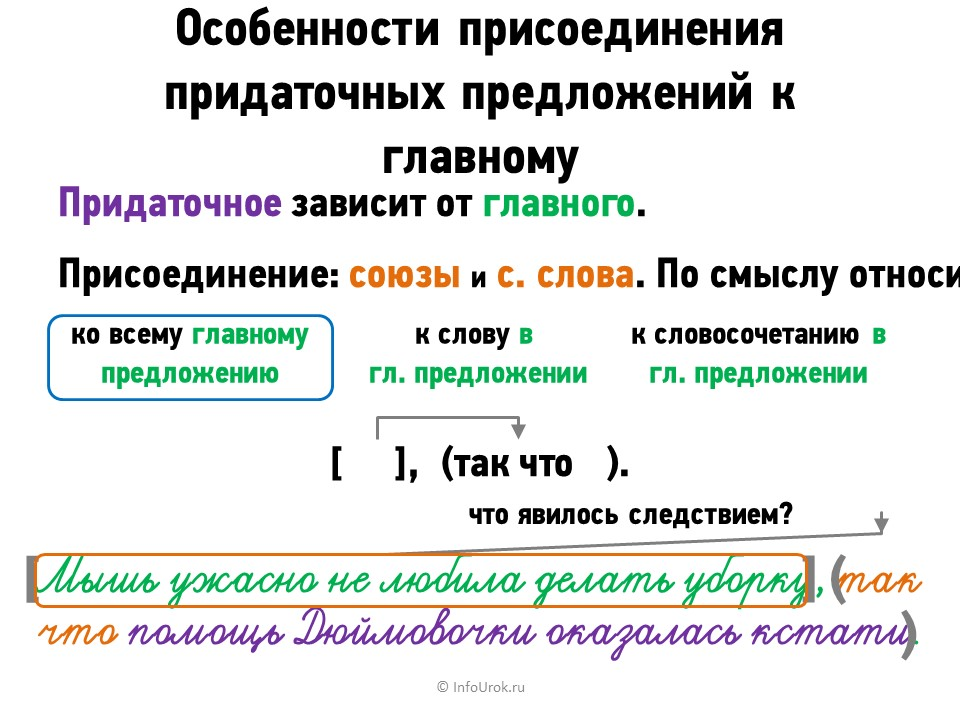 Особенности присоединения
придаточных предложений к
главному
Придаточное зависит от главного.
Присоединение: союзы и с. слова. По смыслу относи
ко всему главному
предложению
к слову в
гл. предложении
к словосочетанию в
гл. предложении
[ ], (так что ).
что явилось следствием?
[Мышь ужасно не любила делать уборку], (так
что помощь Дюймовочки оказалась кстати).
© InfoUrok.ru